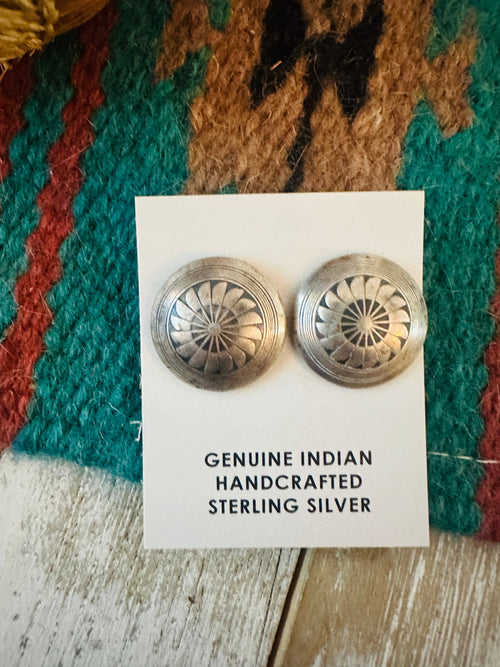 GENUINE INDIAN
HANDCRAFTED
STERLING SILVER